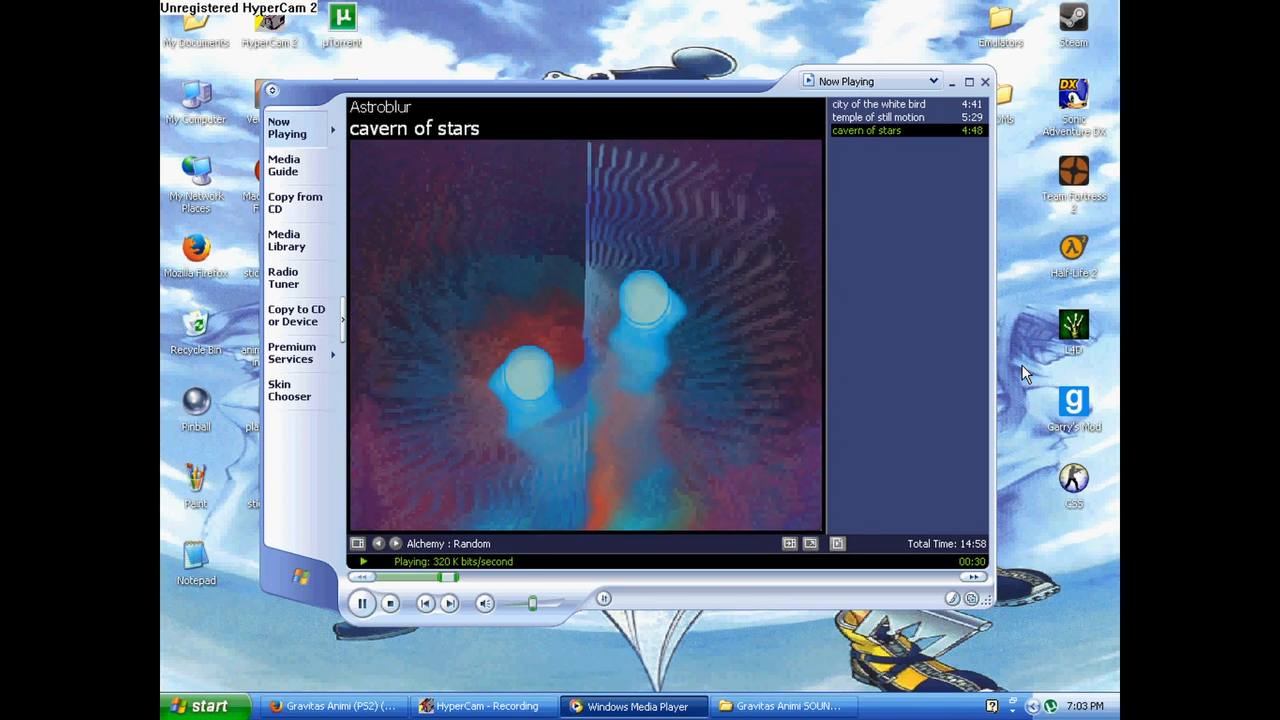 Unregistered HyperCam 2
My Documents
HyperCam 2
µTorrent
Emulators
Steam
My Computer
Sonic
Adventure DX
My Network
Places
Team Fortress
2
Mozilla Firefox
Half-Life 2
Recycle Bin
L4D
Pinball
Garry's Mod
Paint
CSS
Notepad
Now Playing
Astroblur
cavern of stars
city of the white bird 4:41
temple of still motion 5:29
cavern of stars 4:48
Now
Playing
Media
Guide
Copy from
CD
Media
Library
Radio
Tuner
Copy to CD
or Device
Premium
Services
Skin
Chooser
Alchemy : Random
Total Time: 14:58
Playing: 320 K bits/second
00:30
start
Gravitas Animi (PS2) (...
HyperCam - Recording
Windows Media Player
Gravitas Animi SOUN...
7:03 PM